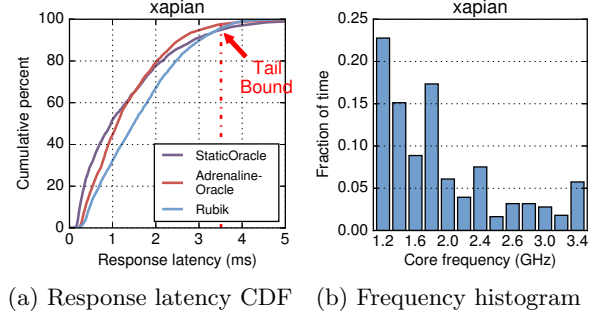 xapian
100
80
60
40
20
0
Cumulative percent
Tail
Bound
StaticOracle
Adrenaline-
Oracle
Rubik
0 1 2 3 4 5
Response latency (ms)
(a) Response latency CDF
xapian
0.25
0.20
0.15
0.10
0.05
0.00
Fraction of time
1.2 1.6 2.0 2.4 2.6 3.0 3.4
Core frequency (GHz)
(b) Frequency histogram